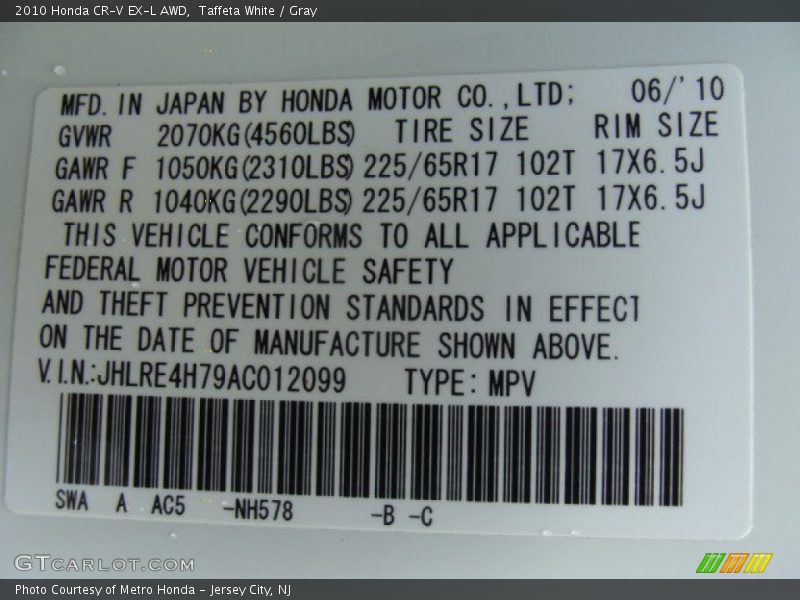 2010 Honda CR-V EX-L AWD,  Taffeta White / Gray
MFD. IN JAPAN BY HONDA MOTOR CO.,LTD; 06/'10
GVWR 2070KG(4560LBS) TIRE SIZE RIM SIZE
GAWR F 1050KG(2310LBS) 225/65R17 102T 17X6.5J
GAWR R 1040KG(2290LBS) 225/65R17 102T 17X6.5J
THIS VEHICLE CONFORMS TO ALL APPLICABLE
FEDERAL MOTOR VEHICLE SAFETY
AND THEFT PREVENTION STANDARDS IN EFFECT
ON THE DATE OF MANUFACTURE SHOWN ABOVE.
V.I.N.:JHLRE4H79AC012099 TYPE: MPV
SWA A AC5 -NH578 -B -C
GTCARLOT.COM
Photo Courtesy of Metro Honda - Jersey City, NJ